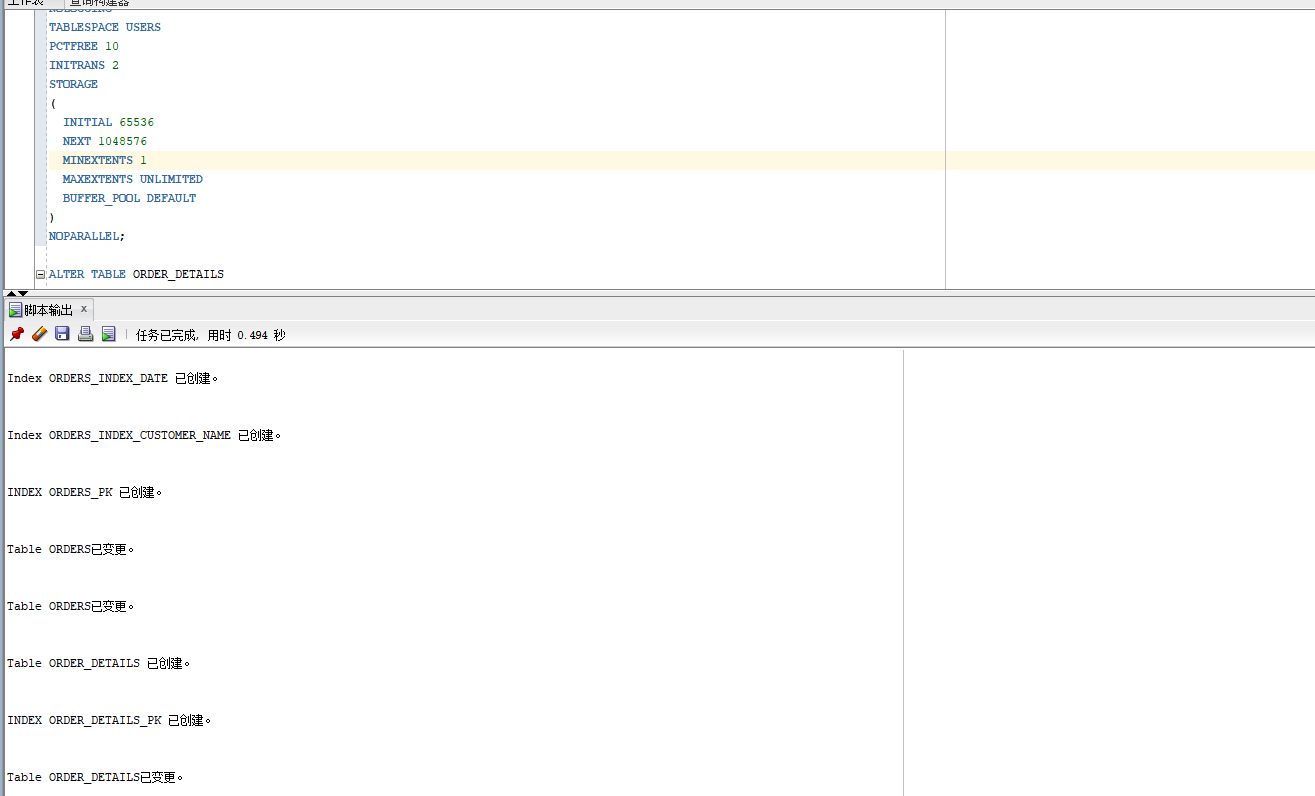 工作表 查询构建器
NOLOGGING
TABLESPACE USERS
PCTFREE 10
INITRANS 2
STORAGE
(
INITIAL 65536
NEXT 1048576
MINEXTENTS 1
MAXEXTENTS UNLIMITED
BUFFER_POOL DEFAULT
)
NOPARALLEL;
ALTER TABLE ORDER_DETAILS
脚本输出 x
任务已完成, 用时 0.494 秒
Index ORDERS_INDEX_DATE 已创建。
Index ORDERS_INDEX_CUSTOMER_NAME 已创建。
INDEX ORDERS_PK 已创建。
Table ORDERS已变更。
Table ORDERS已变更。
Table ORDER_DETAILS 已创建。
INDEX ORDER_DETAILS_PK 已创建。
Table ORDER_DETAILS已变更。